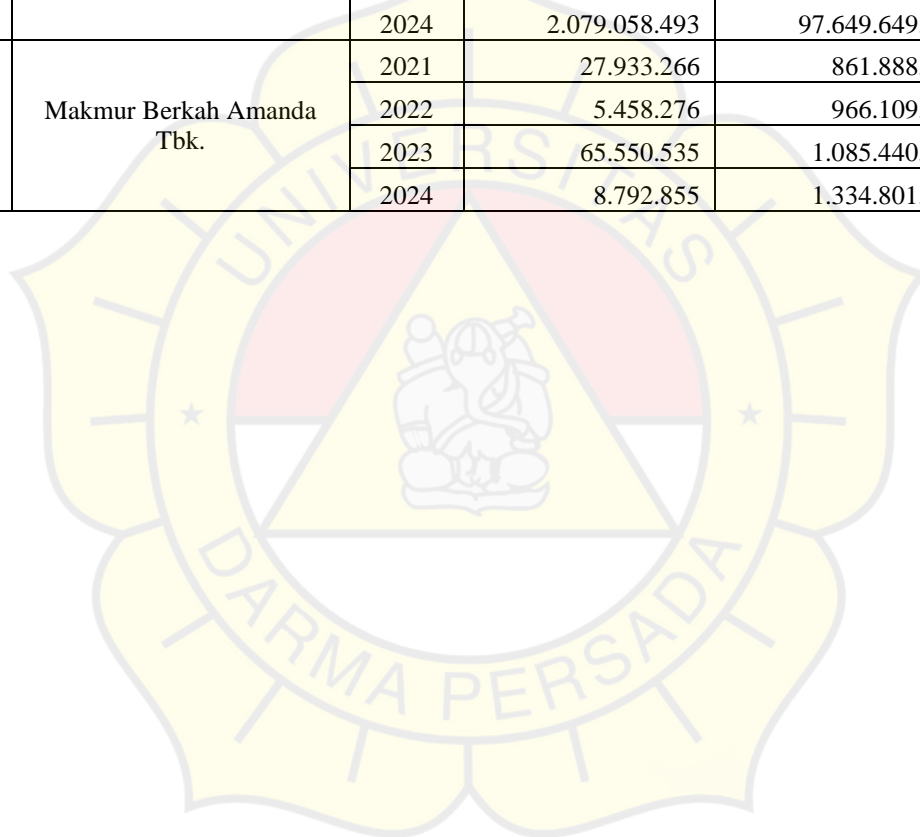 2024 2.079.058.493 97.649.649
Makmur Berkah Amanda Tbk.
2021 27.933.266 861.888
2022 5.458.276 966.109
2023 65.550.535 1.085.440
2024 8.792.855 1.334.801
UNIVERSITAS
DARMA PERSADA